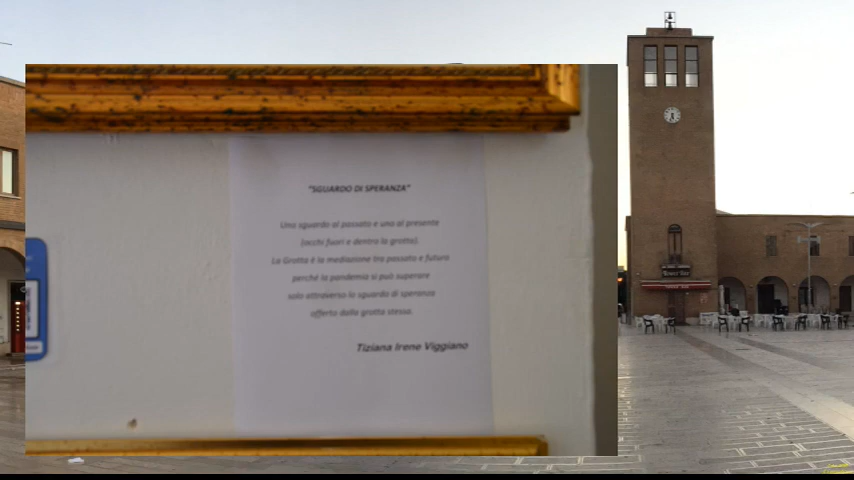 "SGUARDO DI SPERANZA"
Uno sguardo al passato e uno al presente
(occhi fuori e dentro la grotta).
La Grotta è la mediazione tra passato e futuro
perché la pandemia si può superare
solo attraverso lo sguardo di speranza
offerto dalla grotta stessa.
Tiziana Irene Viggiano